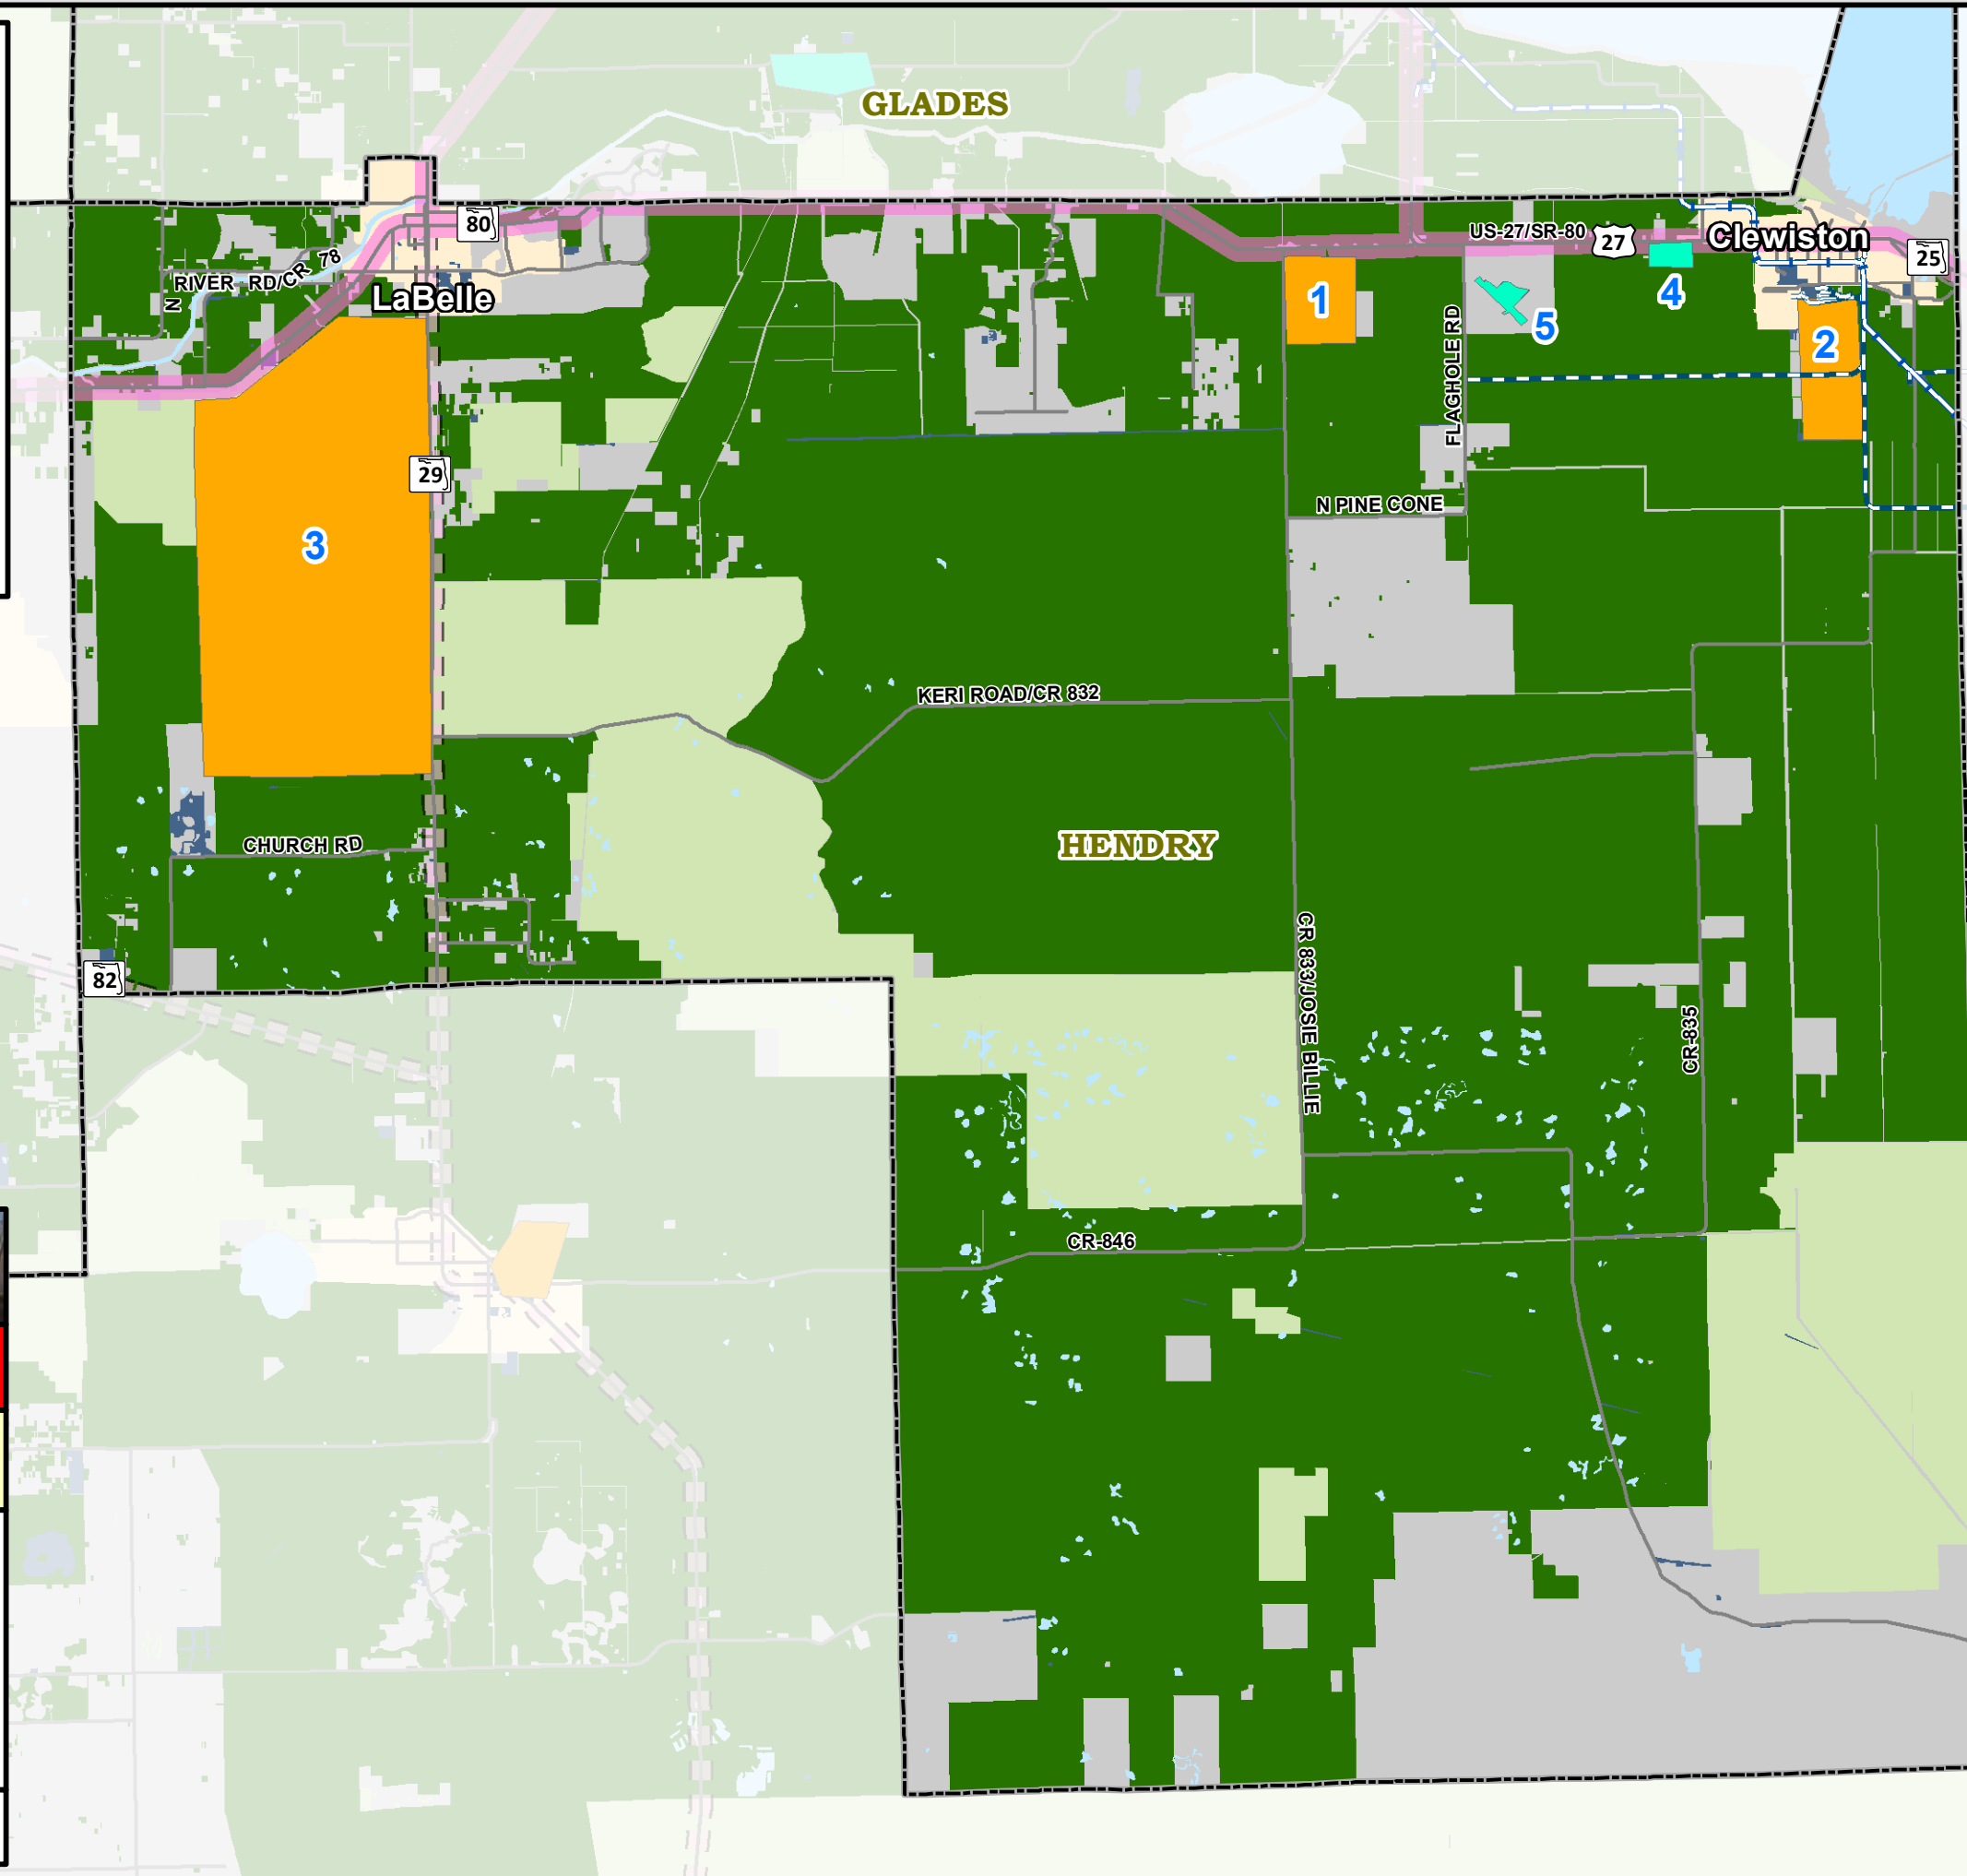 GLADES
80
US-27/SR-80
27
Clewiston
25
N RIVER RD/CR 78
LaBelle
1
4
5
2
FLAGHOLE RD
29
N PINE CONE
3
KERI ROAD/CR 832
CHURCH RD
HENDRY
82
CR 833/JOSIE BILLIE
CR-835
CR-846